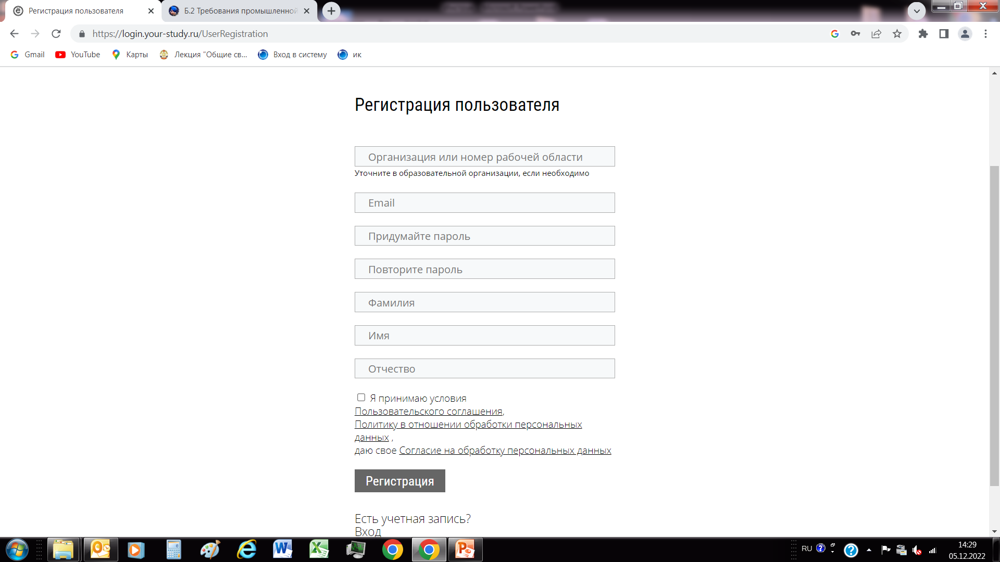 Регистрация пользователя
Б.2 Требования промышленной
https://login.your-study.ru/UserRegistration
Gmail
YouTube
Карты
Лекция "Общие св...
Вход в систему
ик
Регистрация пользователя
Организация или номер рабочей области
Уточните в образовательной организации, если необходимо
Email
Придумайте пароль
Повторите пароль
Фамилия
Имя
Отчество
Я принимаю условия
Пользовательского соглашения,
Политику в отношении обработки персональных
данных ,
даю свое Согласие на обработку персональных данных
Регистрация
Есть учетная запись?
Вход
RU
14:29
05.12.2022